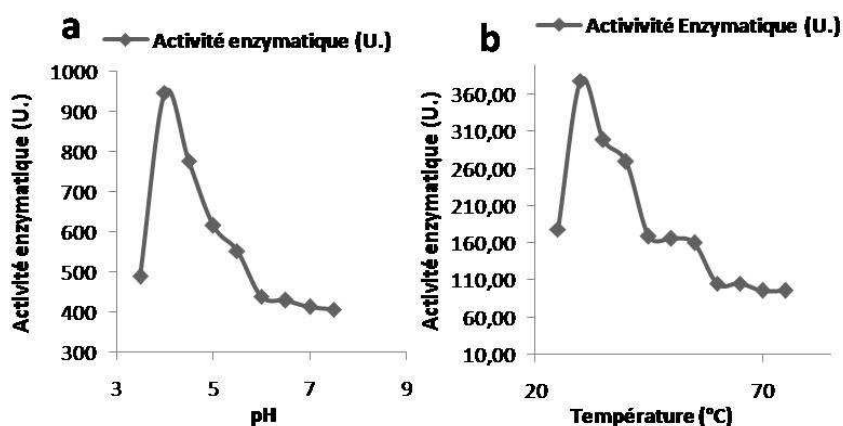 a
Activité enzymatique (U.)
Activité enzymatique (U.)
1000
900
800
700
600
500
400
300
3
5
7
9
pH
b
Activivité Enzymatique (U.)
Activité enzymatique (U.)
360,00
310,00
260,00
210,00
160,00
110,00
60,00
10,00
20
70
Température (°C)